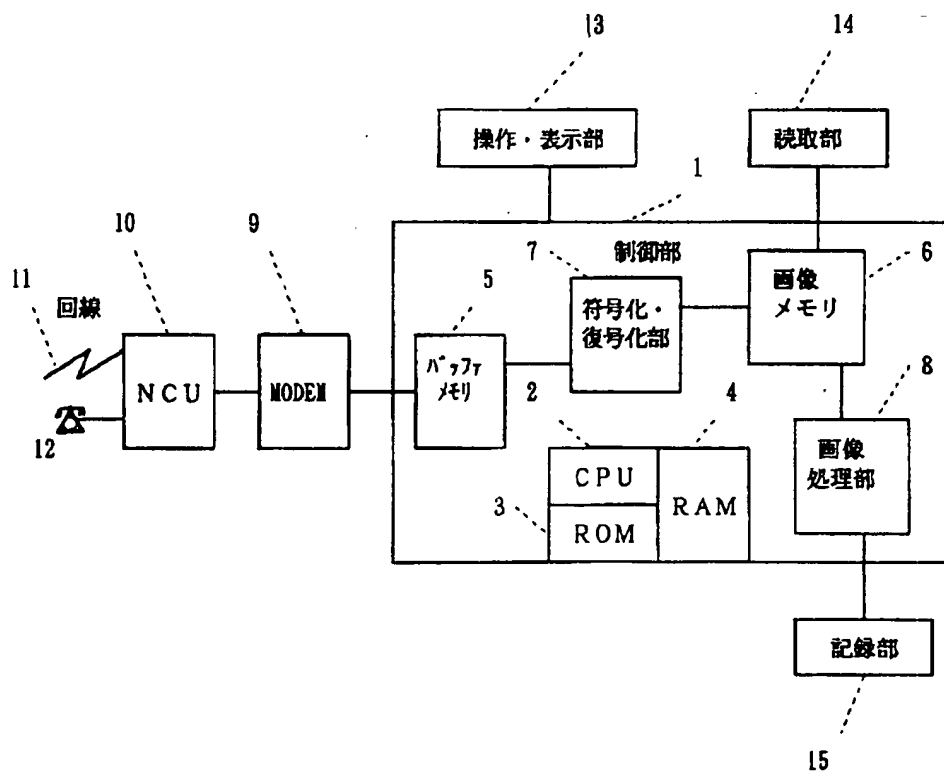 13
14
操作・表示部
読取部
1
10
9
制御部
7
6
11
回線
5
画像
メモリ
符号化・
復号化部
バッファ
メモリ
2
4
8
NCU
MODEM
12
画像
処理部
CPU
3
RAM
ROM
記録部
15